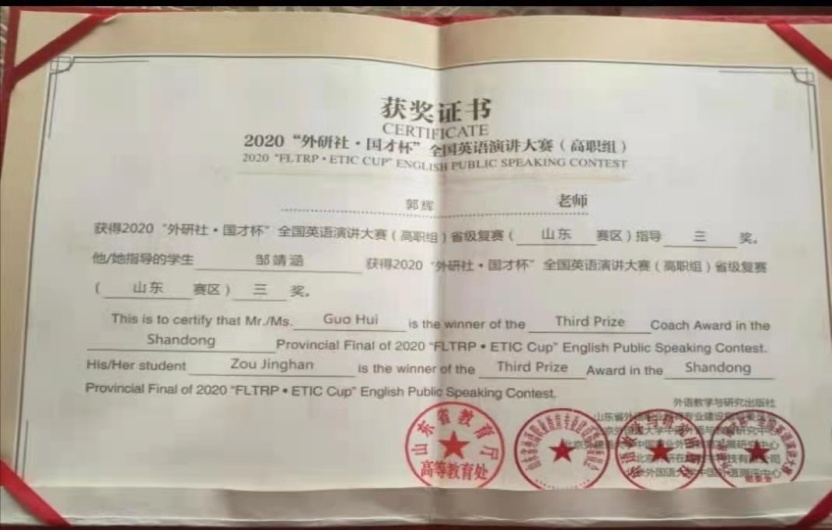 获奖证书
CERTIFICATE
2020“外研社·国才杯”全国英语演讲大赛（高职组）
2020 “FLTRP • ETIC CUP” ENGLISH PUBLIC SPEAKING CONTEST
郭辉 老师
获得2020“外研社·国才杯”全国英语演讲大赛（高职组）省级复赛（ 山东 赛区）指导 三 奖。
他/她指导的学生 邹靖涵 获得2020“外研社·国才杯”全国英语演讲大赛（高职组）省级复赛
（ 山东 赛区） 三 奖。
This is to certify that Mr./Ms. Guo Hui is the winner of the Third Prize Coach Award in the
Shandong Provincial Final of 2020 “FLTRP • ETIC Cup” English Public Speaking Contest.
His/Her student Zou Jinghan is the winner of the Third Prize Award in the Shandong
Provincial Final of 2020 “FLTRP • ETIC Cup” English Public Speaking Contest.
外语教学与研究出版社
山东省教育厅
高等教育处